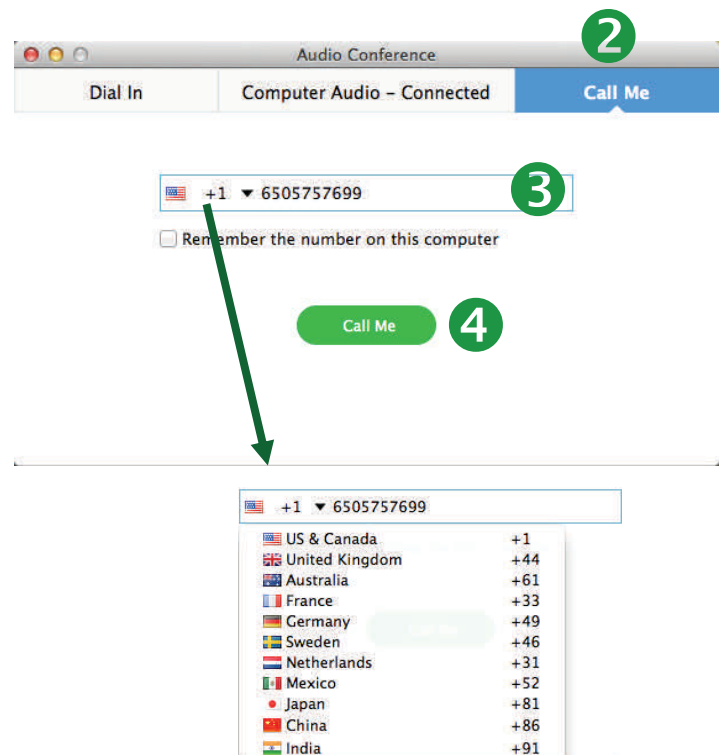 2
Audio Conference
Dial In Computer Audio – Connected Call Me
+1 6505757699 3
Remember the number on this computer
Call Me 4
+1 6505757699
US & Canada +1
United Kingdom +44
Australia +61
France +33
Germany +49
Sweden +46
Netherlands +31
Mexico +52
Japan +81
China +86
India +91